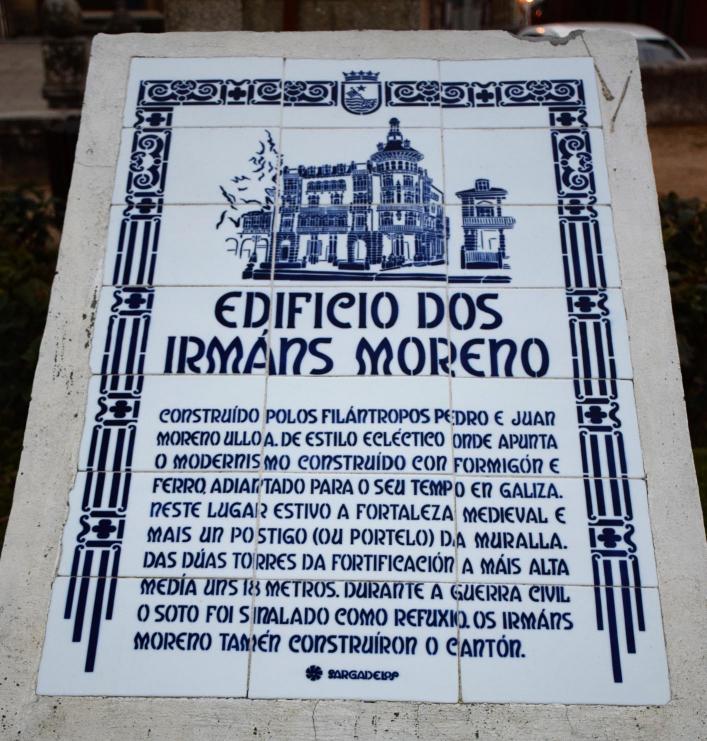 EDIFICIO DOS
IRMÁNS MORENO
CONSTRUÍDO POLOS FILÁNTROPOS PEDRO E JUAN
MORENO ULLOA. DE ESTILO ECLÉCTICO ONDE APUNTA
O MODERNISMO CONSTRUÍDO CON FORMIGÓN E
FERRO, ADIANTADO PARA O SEU TEMPO EN GALIZA.
NESTE LUGAR ESTIVO A FORTALEZA MEDIEVAL E
MAIS UN POSTIGO (OU PORTELO) DA MURALLA.
DAS DÚAS TORRES DA FORTIFICACIÓN A MÁIS ALTA
MEDÍA UNS 18 METROS. DURANTE A GUERRA CIVIL
O SOTO FOI SINALADO COMO REFUXIO. OS IRMÁNS
MORENO TAMÉN CONSTRUÍRON O CANTÓN.
SARGADELOS